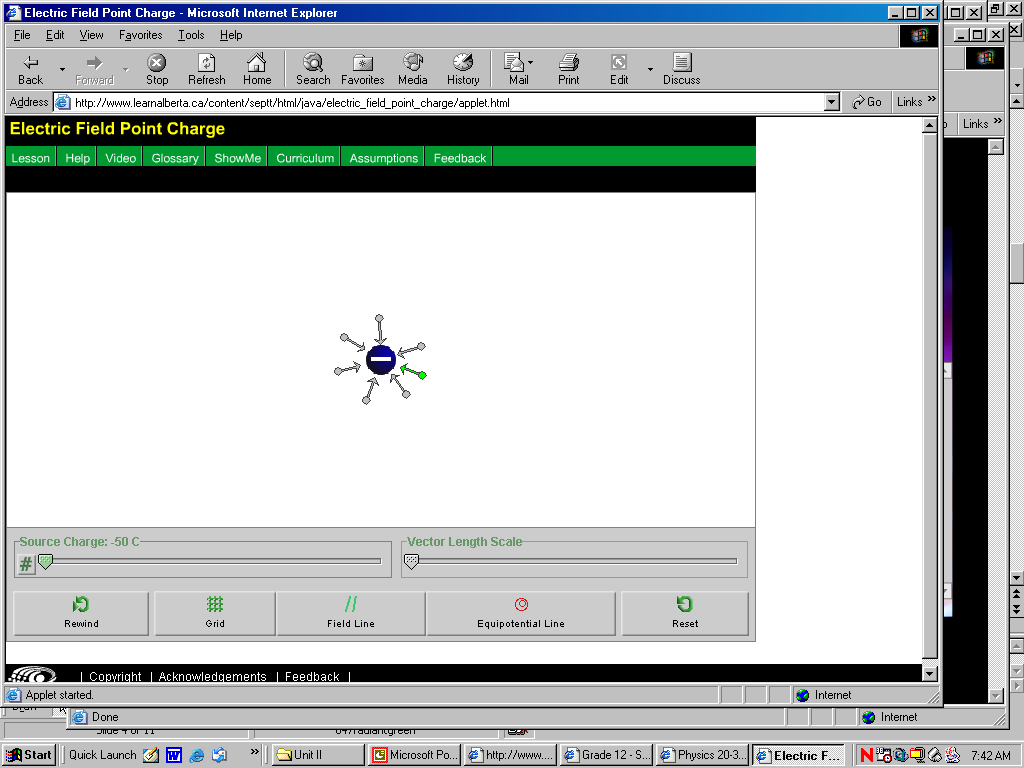 Electric Field Point Charge - Microsoft Internet Explorer
File Edit View Favorites Tools Help
Back Forward Stop Refresh Home Search Favorites Media History Mail Print Edit Discuss
Address http://www.learnalberta.ca/content/septt/html/java/electric_field_point_charge/applet.html Go Links »
Links »
Electric Field Point Charge
Lesson Help Video Glossary ShowMe Curriculum Assumptions Feedback
Source Charge: -50 C Vector Length Scale
#
Rewind Grid Field Line Equipotential Line Reset
| Copyright | Acknowledgements | Feedback |
Applet started. Internet
Done Internet
Start Quick Launch » Unit II Microsoft Po... http://www.... Grade 12 - S... Physics 20-3... Electric F... 7:42 AM